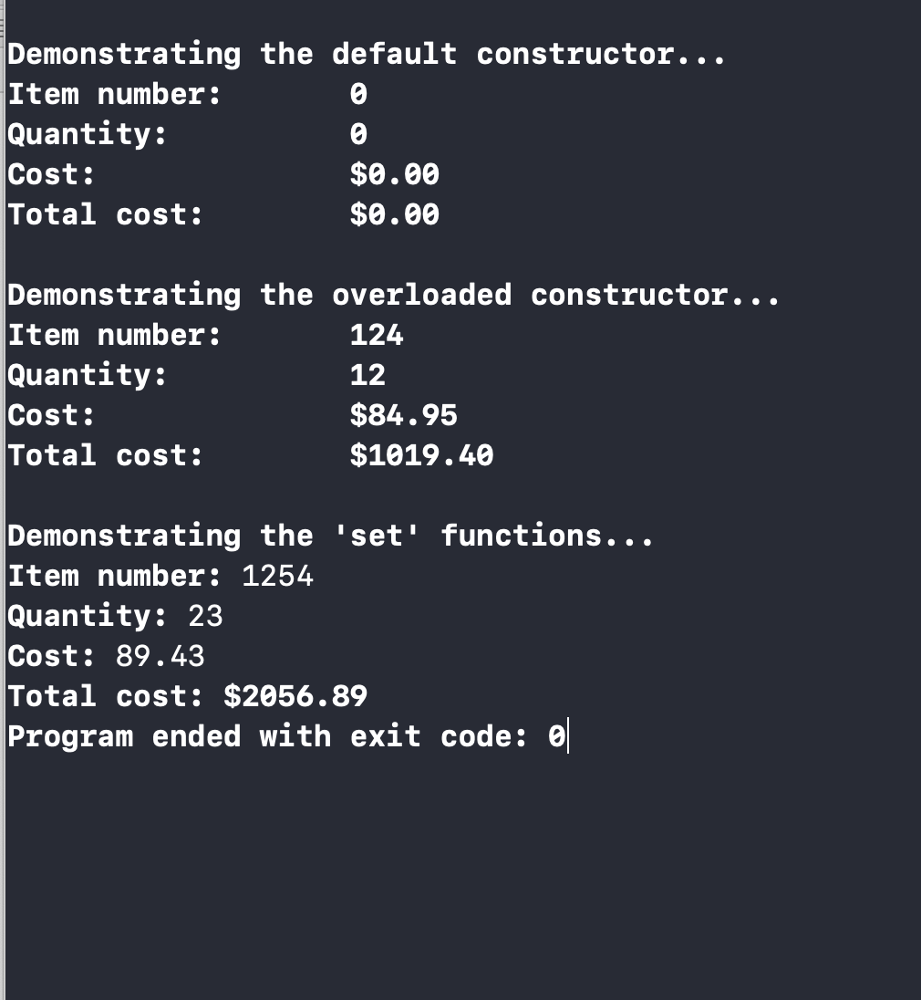 Demonstrating the default constructor...
Item number:       0
Quantity:          0
Cost:              $0.00
Total cost:        $0.00

Demonstrating the overloaded constructor...
Item number:       124
Quantity:          12
Cost:              $84.95
Total cost:        $1019.40

Demonstrating the 'set' functions...
Item number: 1254
Quantity: 23
Cost: 89.43
Total cost: $2056.89
Program ended with exit code: 0